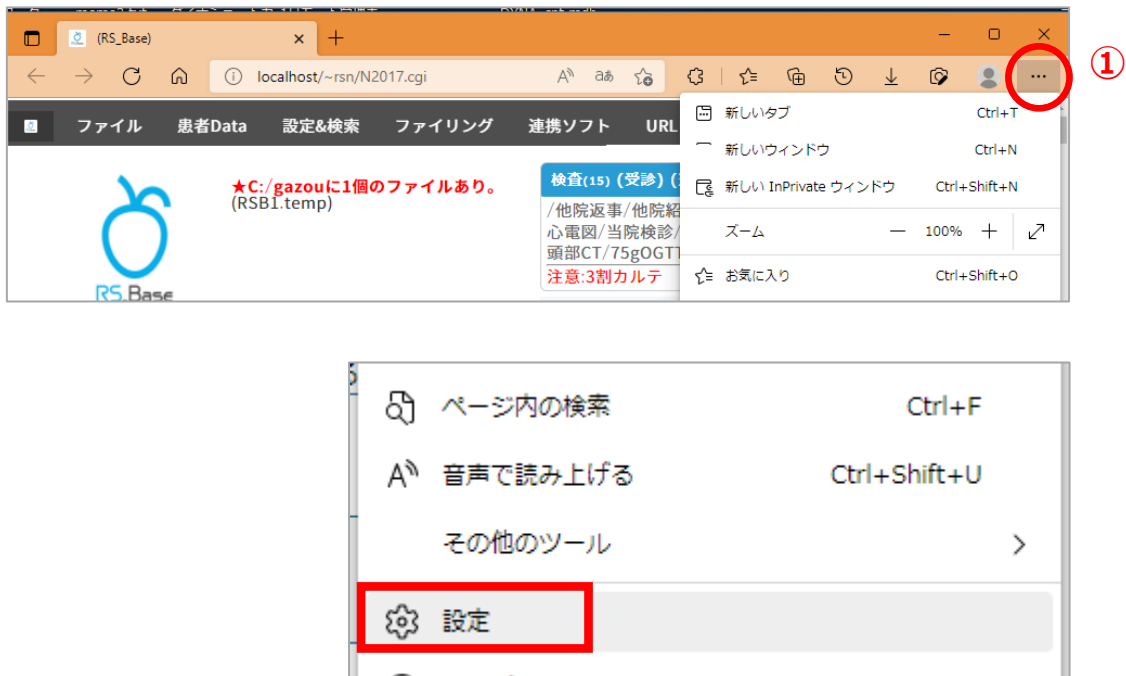 (RS_Base)
localhost/~rsn/N2017.cgi
①
ファイル 患者Data 設定&検索 ファイリング 連携ソフト URL
新しいタブ Ctrl+T
新しいウィンドウ Ctrl+N
新しい InPrivate ウィンドウ Ctrl+Shift+N
ズーム 100%
お気に入り Ctrl+Shift+O
★C:/gazouに1個のファイルあり。
(RSB1.temp)
RS_Base
検査(15) (受診) (
/他院返事/他院紹
心電図/当院検診/
頭部CT/75gOGTT
注意:3割カルテ
ページ内の検索 Ctrl+F
音声で読み上げる Ctrl+Shift+U
その他のツール
設定